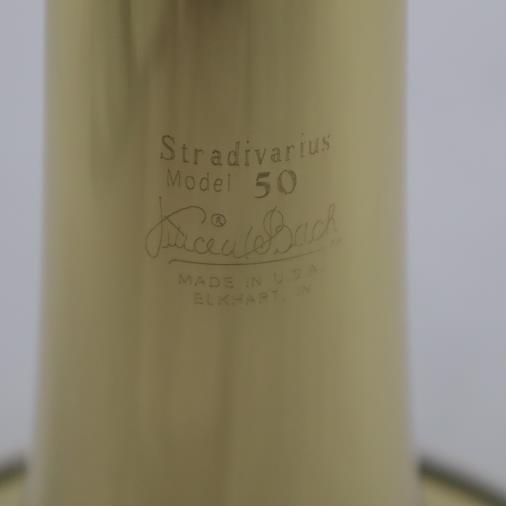 Stradivarius
Model 50
Vincent Bach
®
MADE IN U.S.A.
ELKHART, IN